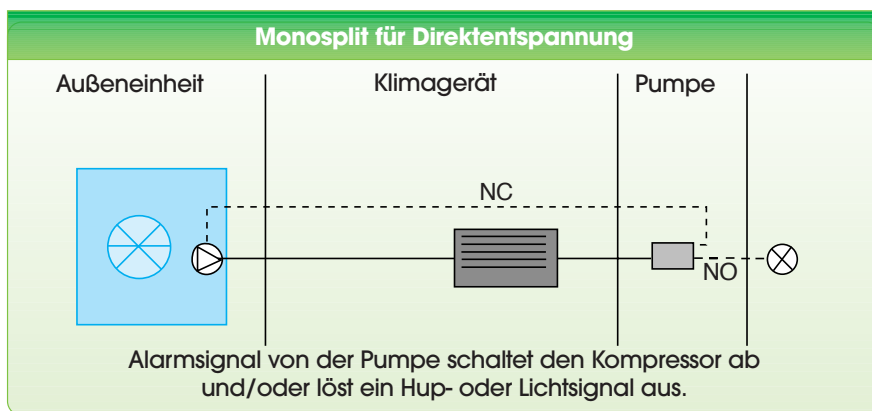 Monosplit für Direktentspannung
Außeneinheit
Klimagerät
Pumpe
NC
NO
Alarmsignal von der Pumpe schaltet den Kompressor ab
und/oder löst ein Hup- oder Lichtsignal aus.